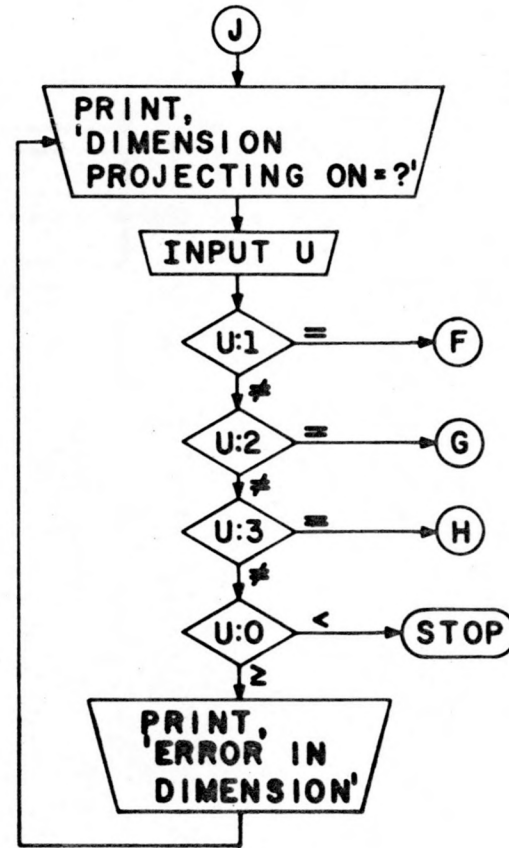 J
PRINT,
'DIMENSION
PROJECTING ON=?'
INPUT U
U:1 = F
≠
U:2 = G
≠
U:3 = H
≠
U:0 < STOP
≥
PRINT,
'ERROR IN
DIMENSION'